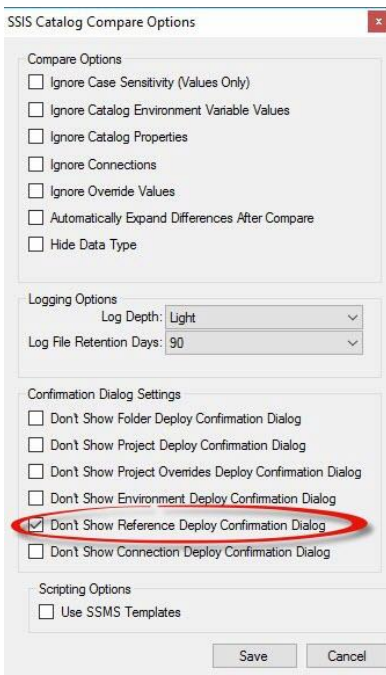 SSIS Catalog Compare Options
x
Compare Options
Ignore Case Sensitivity (Values Only)
Ignore Catalog Environment Variable Values
Ignore Catalog Properties
Ignore Connections
Ignore Override Values
Automatically Expand Differences After Compare
Hide Data Type
Logging Options
Log Depth: Light
Log File Retention Days: 90
Confirmation Dialog Settings
Don't Show Folder Deploy Confirmation Dialog
Don't Show Project Deploy Confirmation Dialog
Don't Show Project Overrides Deploy Confirmation Dialog
Don't Show Environment Deploy Confirmation Dialog
Don't Show Reference Deploy Confirmation Dialog
Don't Show Connection Deploy Confirmation Dialog
Scripting Options
Use SSMS Templates
Save Cancel